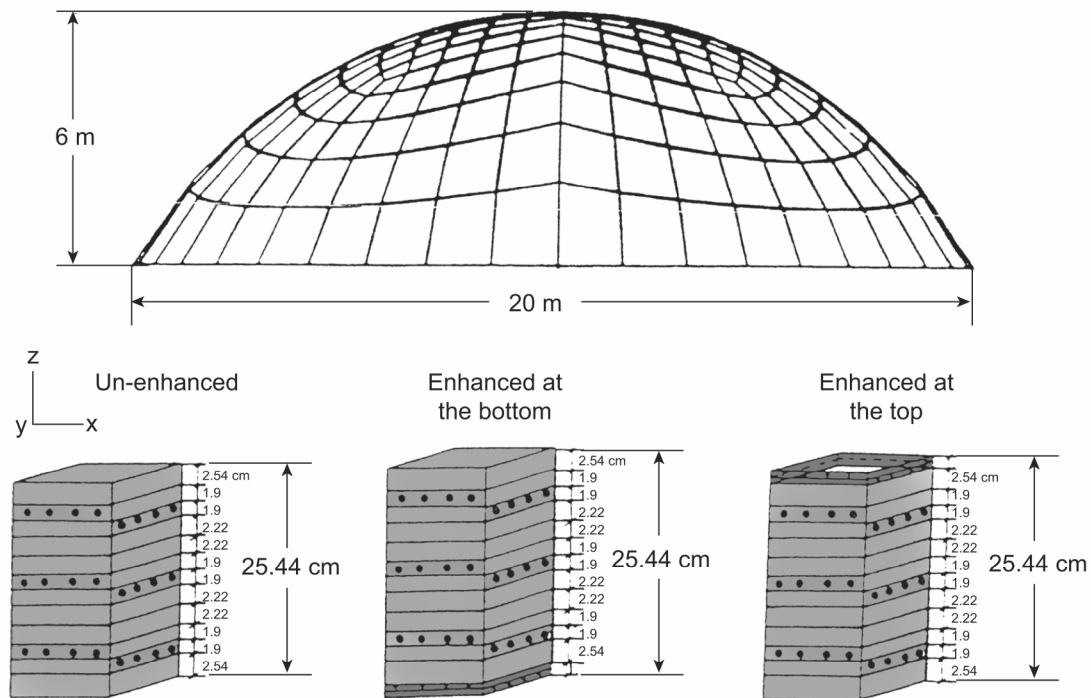 6 m
20 m
z
y
x
Un-enhanced
2.54 cm
1.9
1.9
2.22
2.22
1.9
1.9
2.22
2.22
1.9
1.9
2.54
25.44 cm
Enhanced at
the bottom
2.54 cm
1.9
1.9
2.22
2.22
1.9
1.9
2.22
2.22
1.9
1.9
2.54
25.44 cm
Enhanced at
the top
2.54 cm
1.9
1.9
2.22
2.22
1.9
1.9
2.22
2.22
1.9
1.9
2.54
25.44 cm